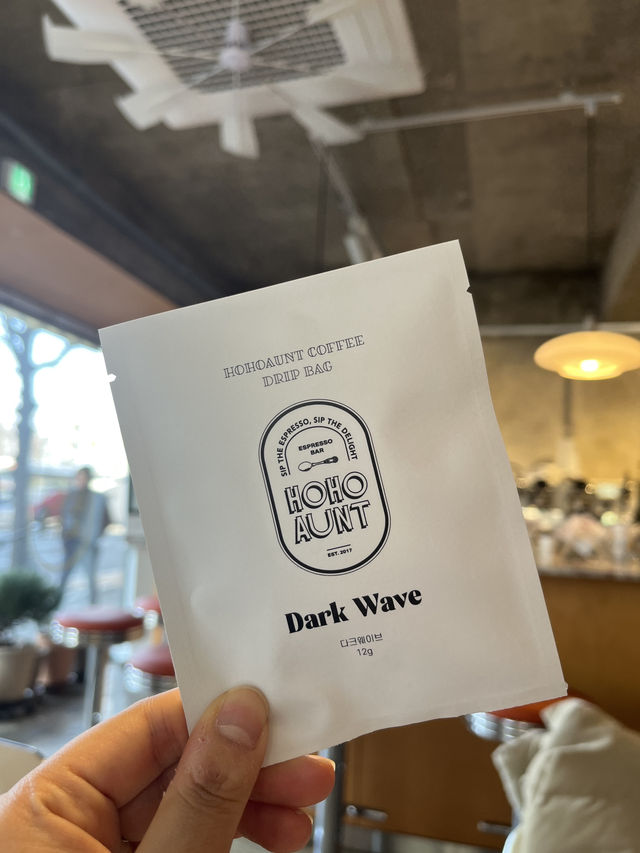 HOHOAUNT COFFEE
DRIP BAG
SIP THE ESPRESSO, SIP THE DELIGHT
ESPRESSO
BAR
HOHO
AUNT
EST. 2017
Dark Wave
다크웨이브
12g